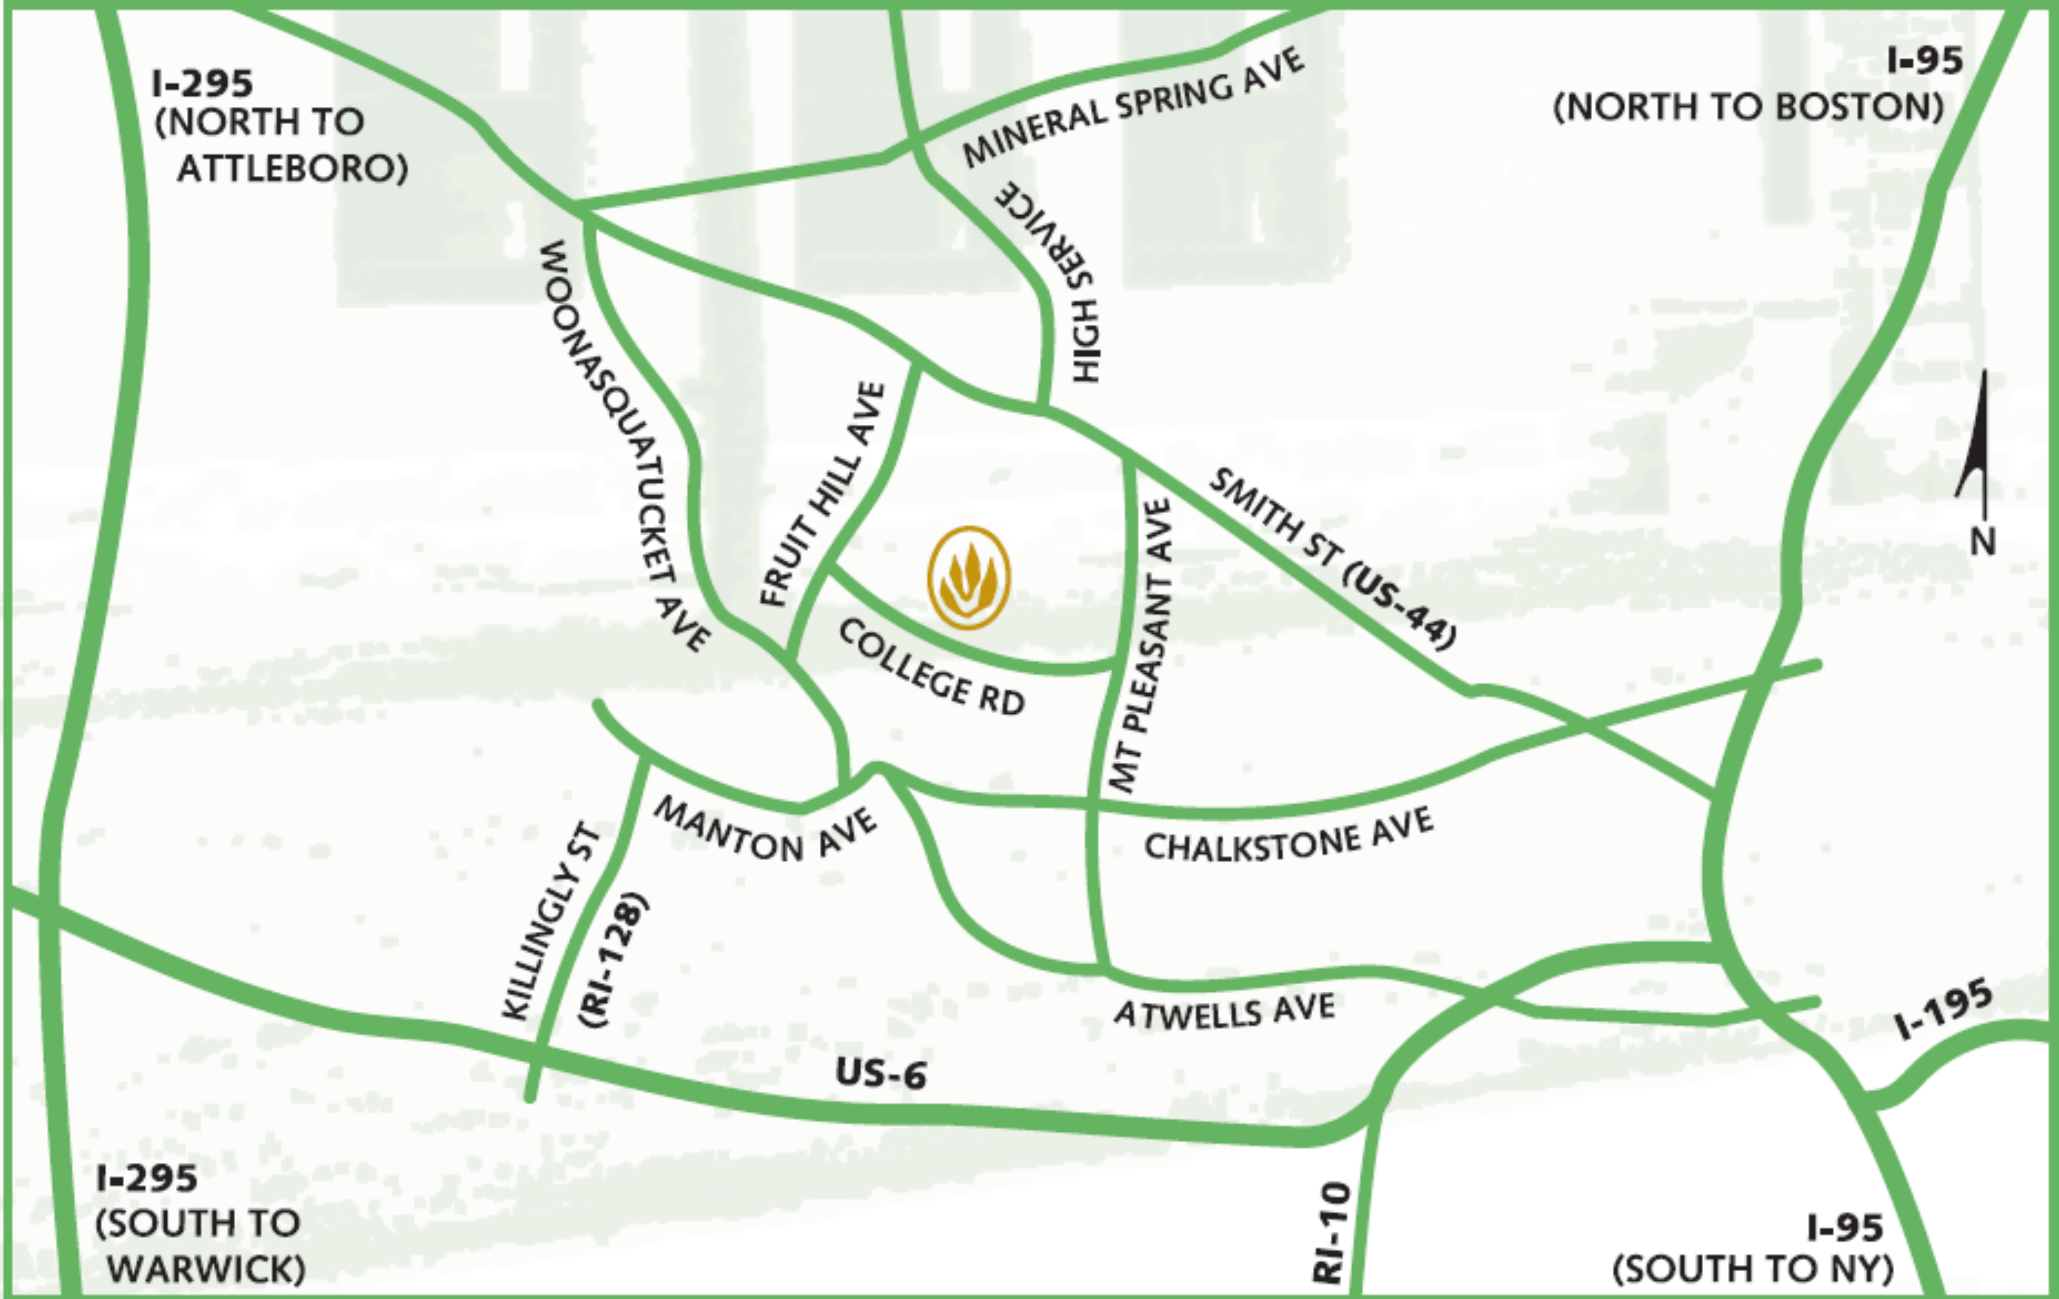 I-295
(NORTH TO
ATTLEBORO)
MINERAL SPRING AVE
I-95
(NORTH TO BOSTON)
HIGH SERVICE
WOONASQUATUCKET AVE
FRUIT HILL AVE
SMITH ST (US-44)
MT PLEASANT AVE
N
COLLEGE RD
MANTON AVE
CHALKSTONE AVE
KILLINGLY ST
(RI-128)
ATWELLS AVE
I-195
US-6
I-295
(SOUTH TO
WARWICK)
RI-10
I-95
(SOUTH TO NY)